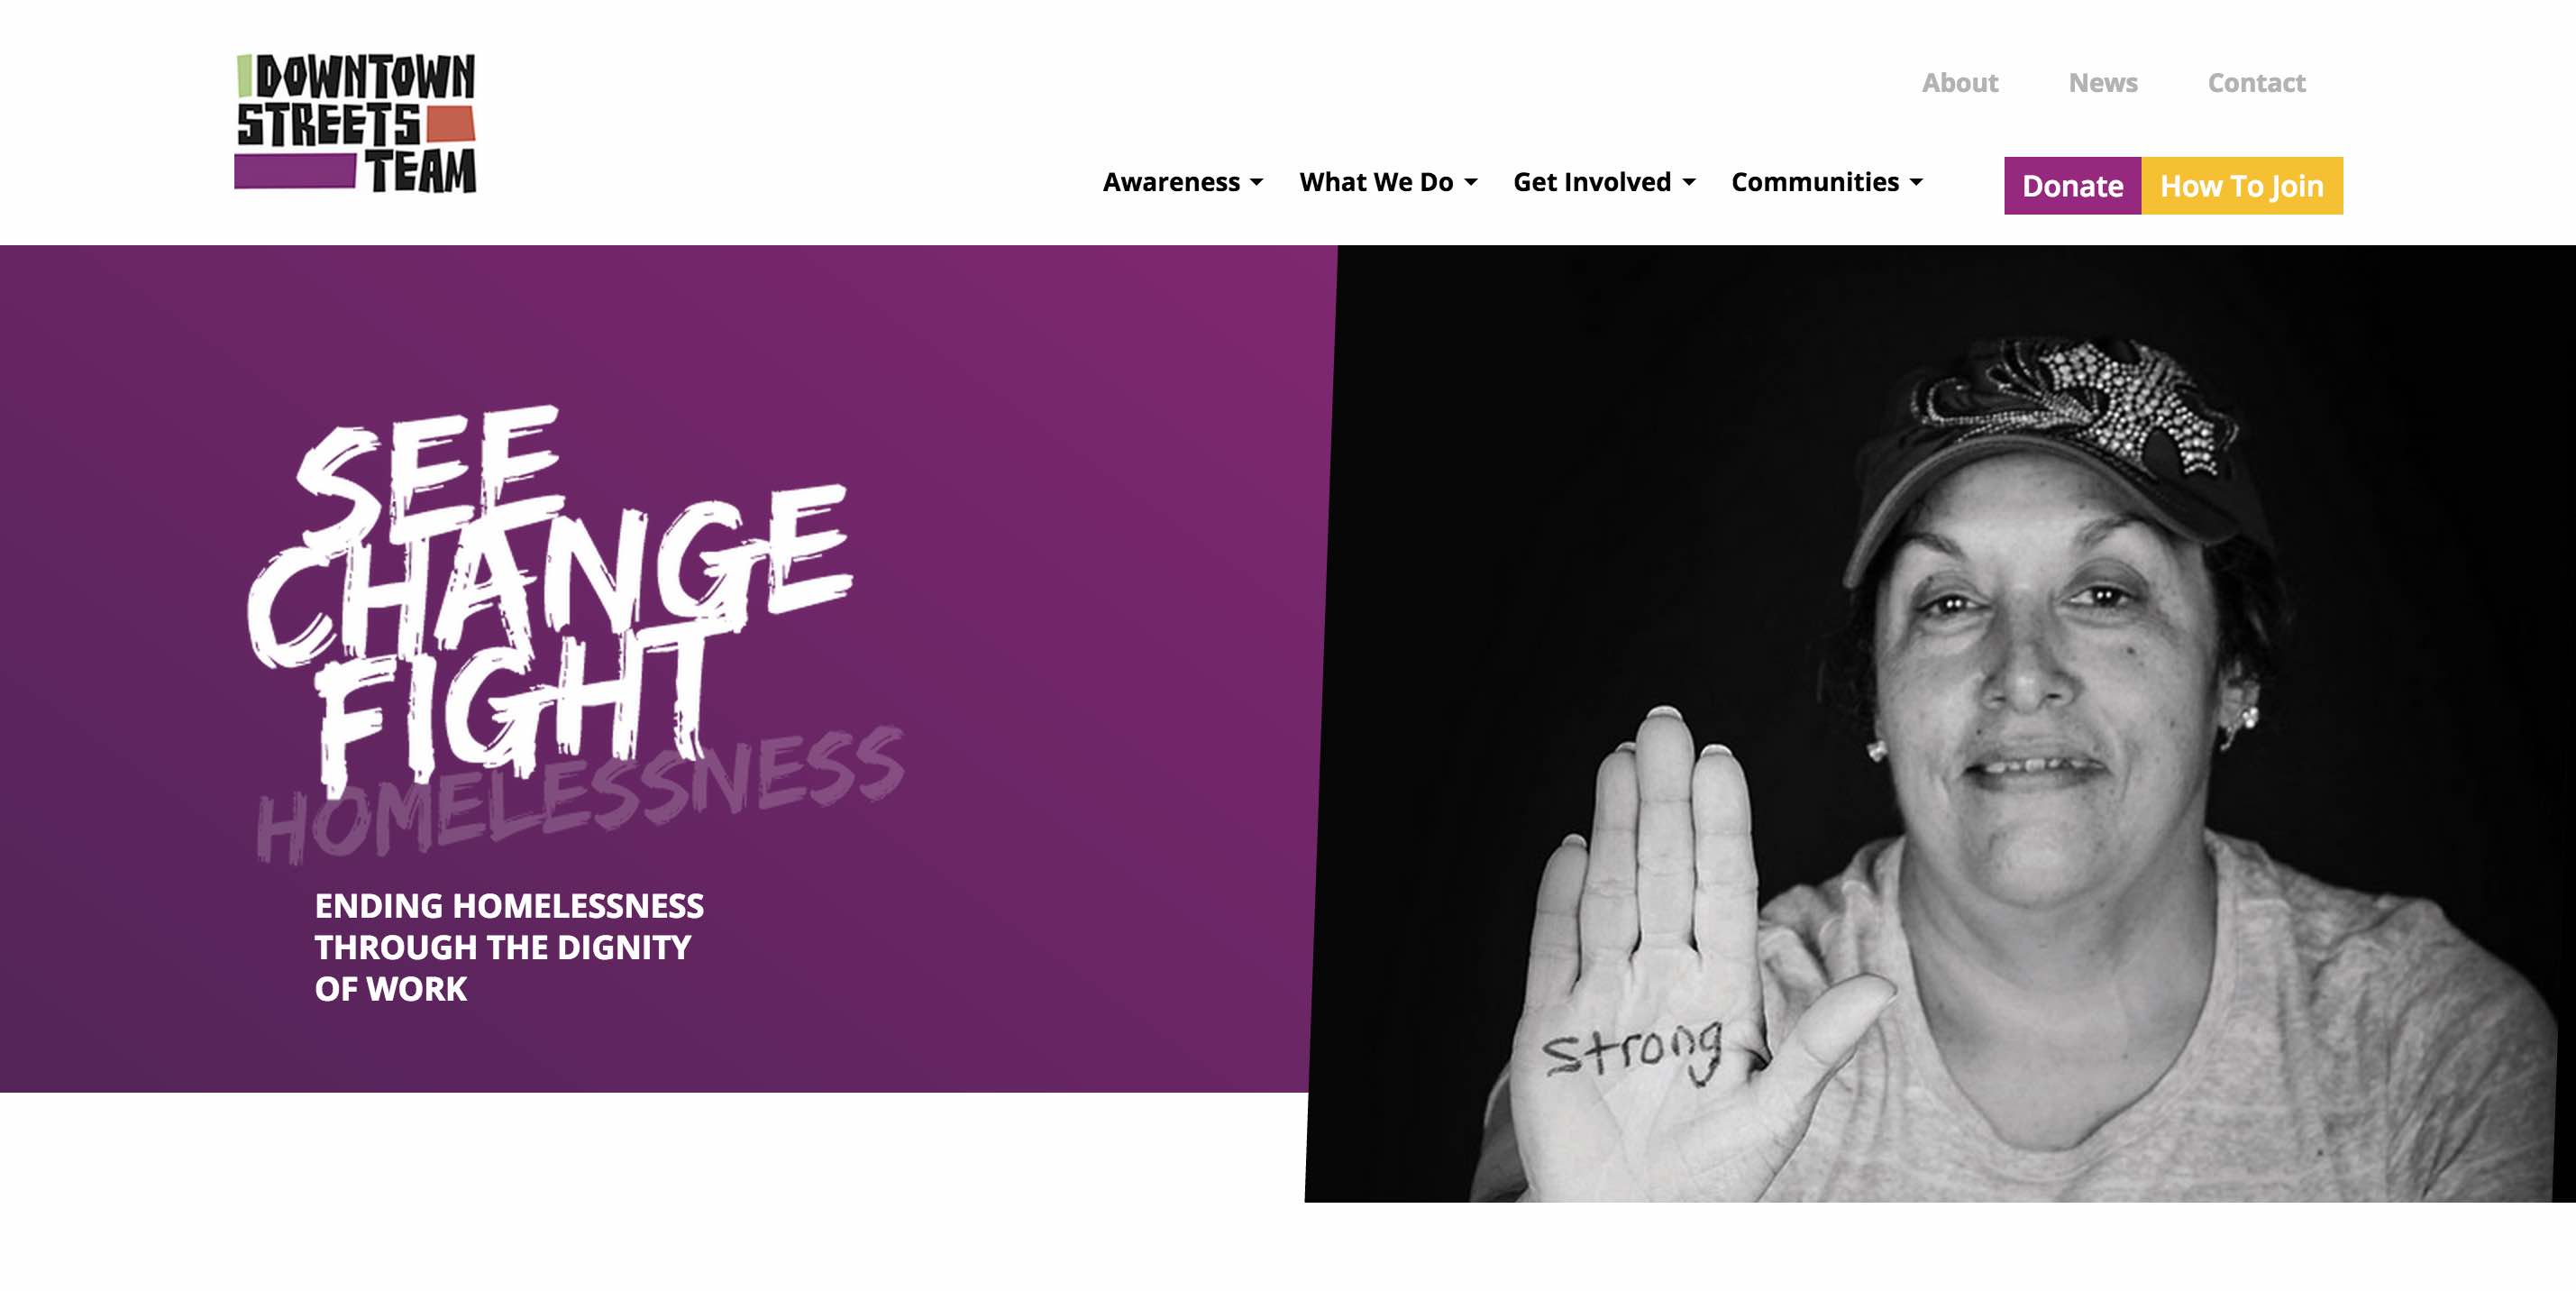 DOWNTOWN
STREETS
TEAM
About News Contact
Awareness What We Do Get Involved Communities Donate How To Join
SEE
CHANGE
FIGHT
HOMELESSNESS
ENDING HOMELESSNESS
THROUGH THE DIGNITY
OF WORK
strong